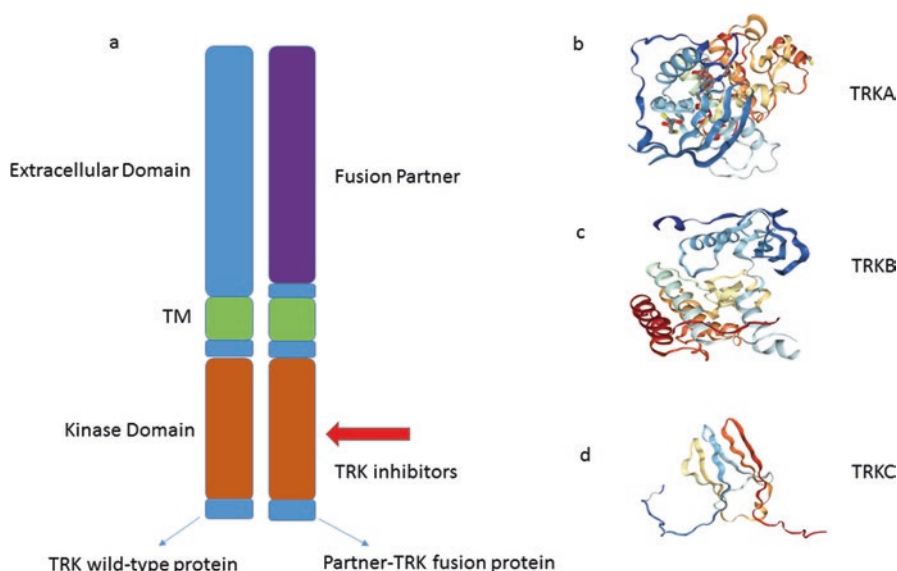 a
Extracellular Domain
Fusion Partner
TM
Kinase Domain
TRK inhibitors
TRK wild-type protein
Partner-TRK fusion protein
b
TRKA
c
TRKB
d
TRKC